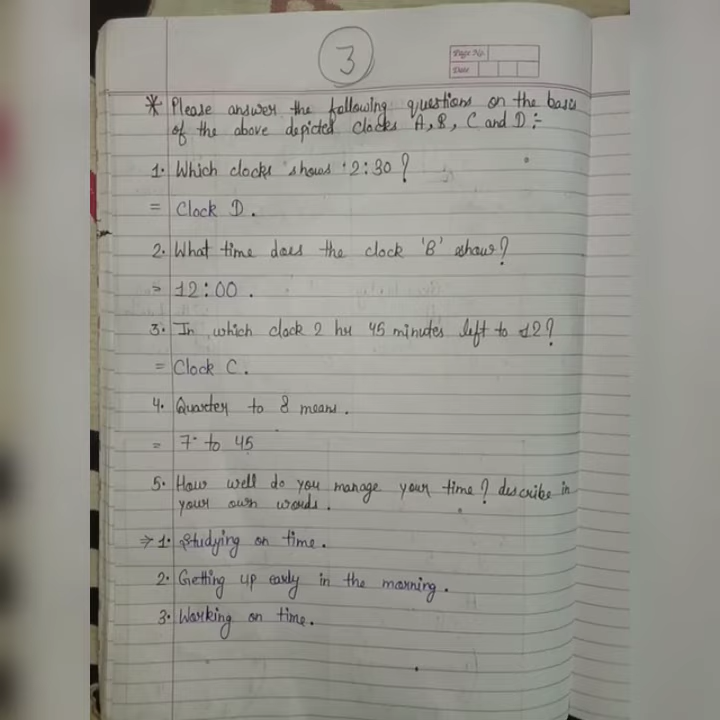 3
Page No.
Date
* Please answer the following questions on the basis
of the above depicted clocks A, B, C and D :-
1. Which clocks shows 2:30 ?
= Clock D.
2. What time does the clock 'B' show?
= 12:00.
3. In which clock 2 hr 45 minutes left to 12?
= Clock C.
4. Quarter to 8 means.
= 7 to 45
5. How well do you manage your time? describe in
your own words.
⇒ 1. Studying on time.
2. Getting up early in the morning.
3. Working on time.